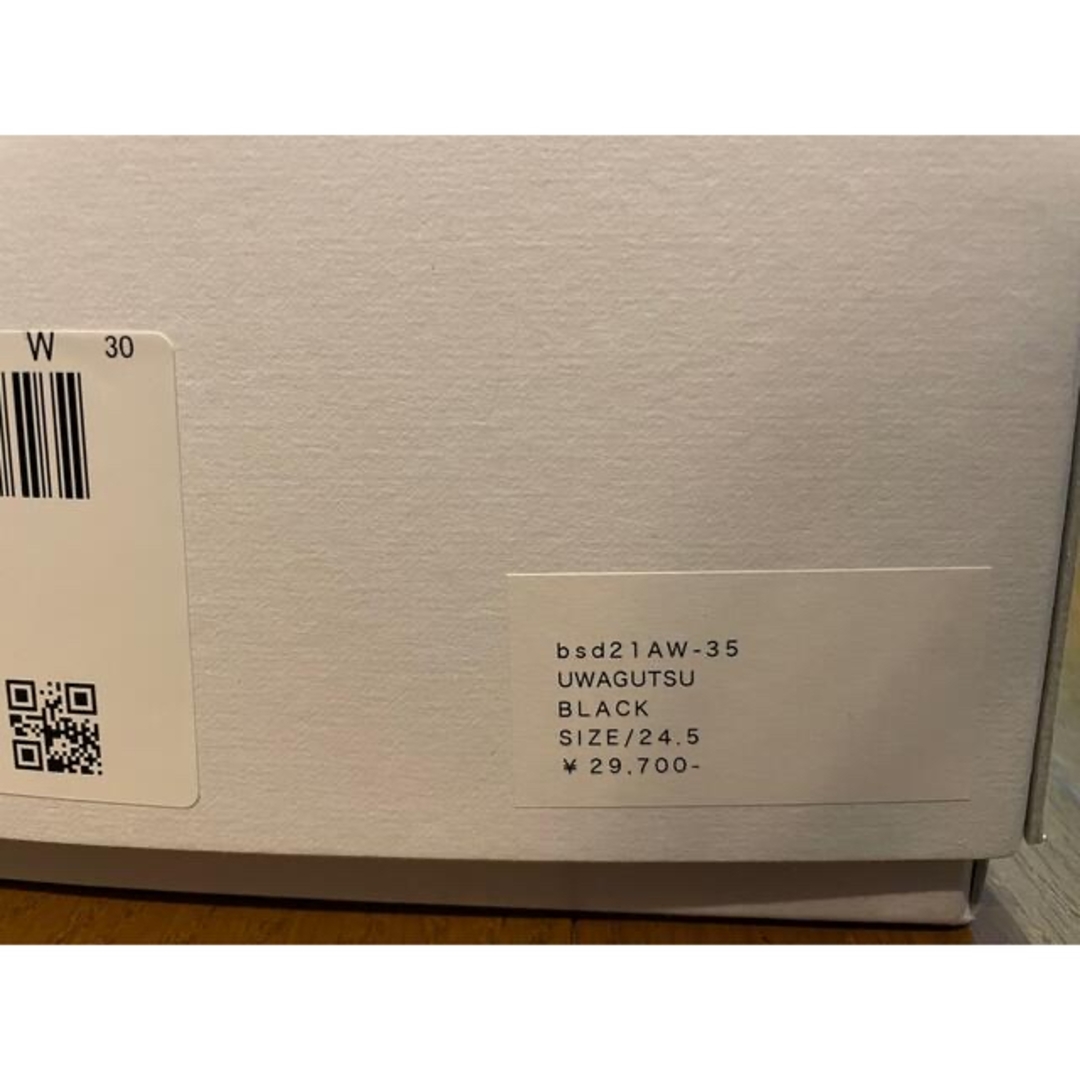 W 30
bsd21AW-35
UWAGUTSU
BLACK
SIZE/24.5
¥ 29,700-